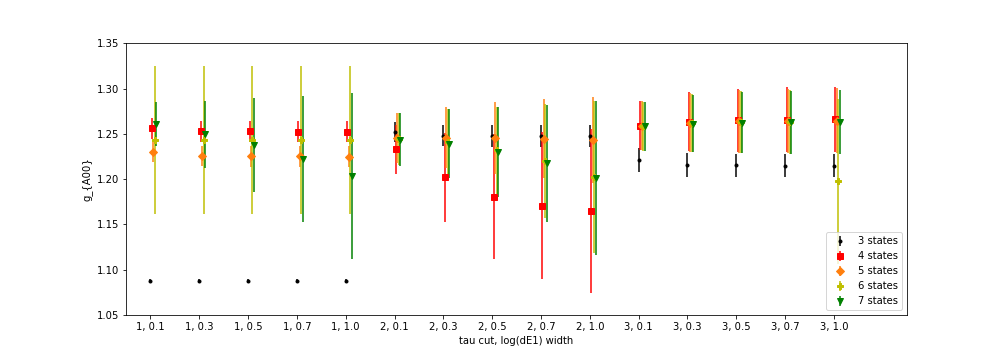 1.35
1.30
1.25
1.20
1.15
1.10
1.05
g_{A00}
3 states
4 states
5 states
6 states
7 states
1, 0.1 1, 0.3 1, 0.5 1, 0.7 1, 1.0 2, 0.1 2, 0.3 2, 0.5 2, 0.7 2, 1.0 3, 0.1 3, 0.3 3, 0.5 3, 0.7 3, 1.0
tau cut, log(dE1) width